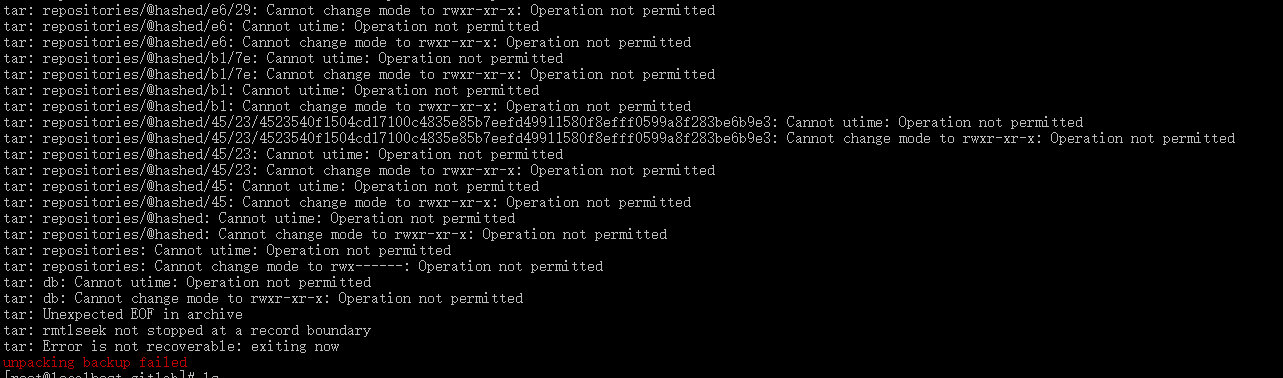 tar: repositories/@hashed/e6/29: Cannot change mode to rwxr-xr-x: Operation not permitted
tar: repositories/@hashed/e6: Cannot utime: Operation not permitted
tar: repositories/@hashed/e6: Cannot change mode to rwxr-xr-x: Operation not permitted
tar: repositories/@hashed/b1/7e: Cannot utime: Operation not permitted
tar: repositories/@hashed/b1/7e: Cannot change mode to rwxr-xr-x: Operation not permitted
tar: repositories/@hashed/b1: Cannot utime: Operation not permitted
tar: repositories/@hashed/b1: Cannot change mode to rwxr-xr-x: Operation not permitted
tar: repositories/@hashed/45/23/4523540f1504cd17100c4835e85b7eefd49911580f8efff0599a8f283be6b9e3: Cannot utime: Operation not permitted
tar: repositories/@hashed/45/23/4523540f1504cd17100c4835e85b7eefd49911580f8efff0599a8f283be6b9e3: Cannot change mode to rwxr-xr-x: Operation not permitted
tar: repositories/@hashed/45/23: Cannot utime: Operation not permitted
tar: repositories/@hashed/45/23: Cannot change mode to rwxr-xr-x: Operation not permitted
tar: repositories/@hashed/45: Cannot utime: Operation not permitted
tar: repositories/@hashed/45: Cannot change mode to rwxr-xr-x: Operation not permitted
tar: repositories/@hashed: Cannot utime: Operation not permitted
tar: repositories/@hashed: Cannot change mode to rwxr-xr-x: Operation not permitted
tar: repositories: Cannot utime: Operation not permitted
tar: repositories: Cannot change mode to rwx------: Operation not permitted
tar: db: Cannot utime: Operation not permitted
tar: db: Cannot change mode to rwxr-xr-x: Operation not permitted
tar: Unexpected EOF in archive
tar: rmtlseek not stopped at a record boundary
tar: Error is not recoverable: exiting now
unpacking backup failed
[root@localhost gitlab]# ls